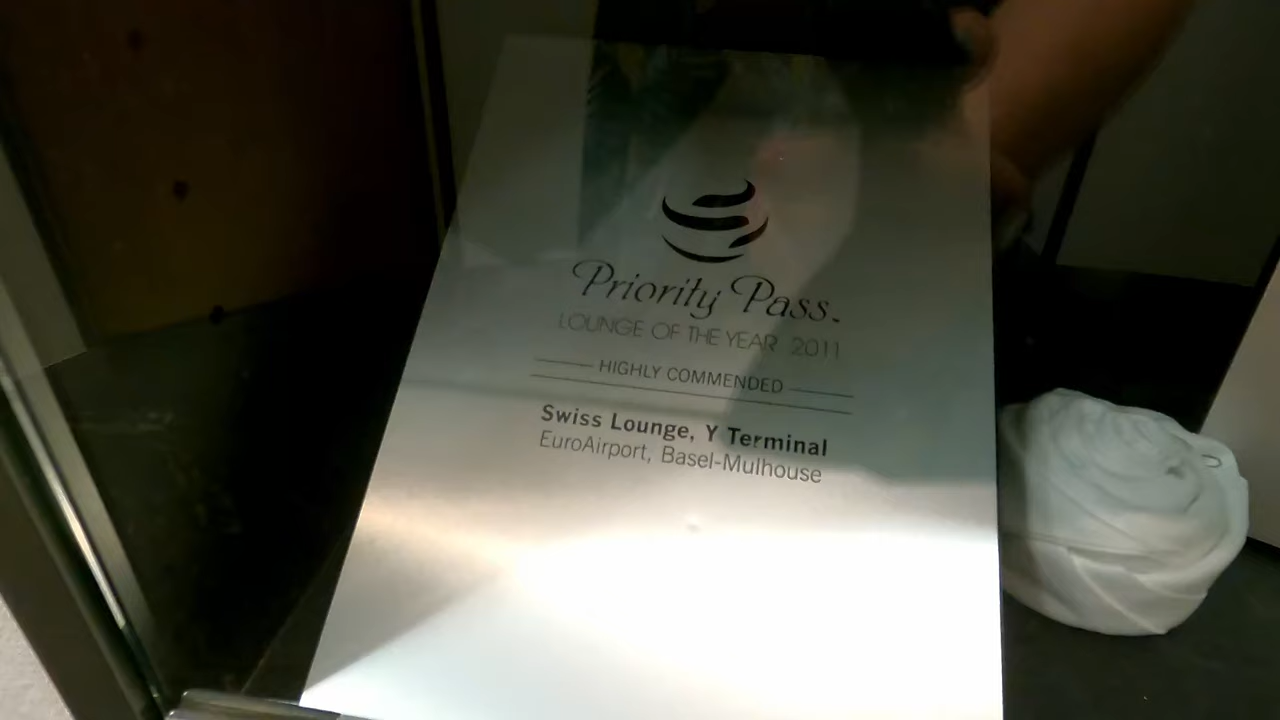 Priority Pass.
LOUNGE OF THE YEAR 2011
HIGHLY COMMENDED
Swiss Lounge, Y Terminal
EuroAirport, Basel-Mulhouse